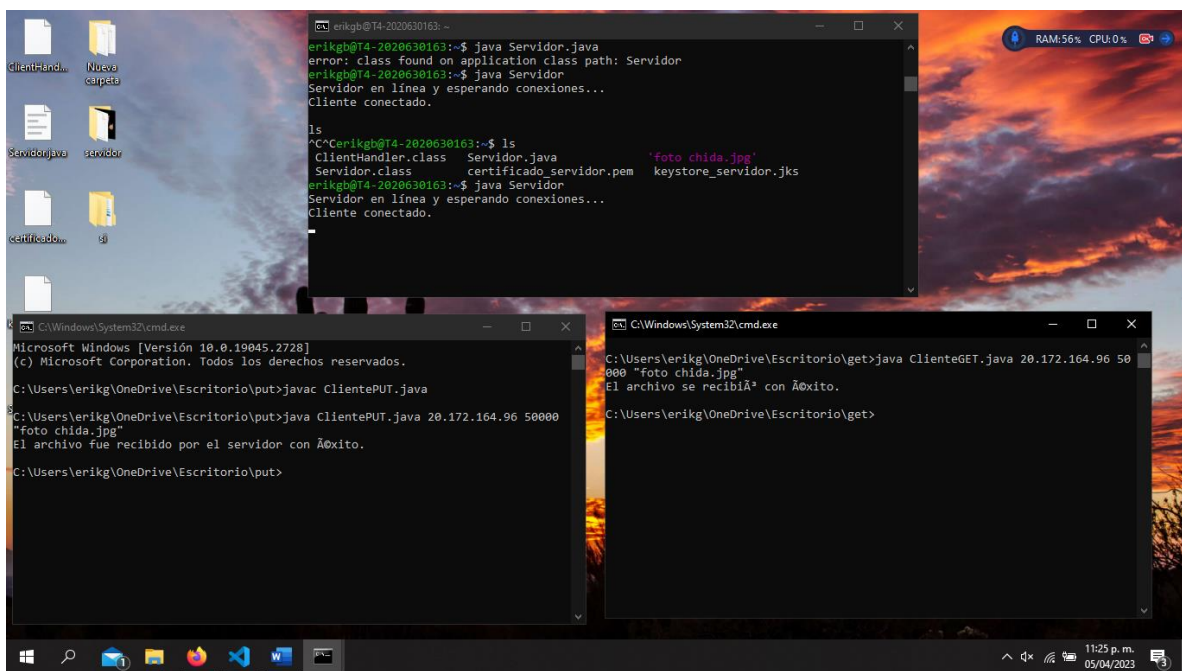 ClientHand...
Nueva
carpeta
Servidor.java
servidor
certificado...
si
erikgb@T4-2020630163: ~
erikgb@T4-2020630163:~$ java Servidor.java
error: class found on application class path: Servidor
erikgb@T4-2020630163:~$ java Servidor
Servidor en línea y esperando conexiones...
Cliente conectado.
ls
^C^Cerikgb@T4-2020630163:~$ ls
ClientHandler.class Servidor.java 'foto chida.jpg'
Servidor.class certificado_servidor.pem keystore_servidor.jks
erikgb@T4-2020630163:~$ java Servidor
Servidor en línea y esperando conexiones...
Cliente conectado.
RAM:56% CPU:0%
C:\Windows\System32\cmd.exe
Microsoft Windows [Versión 10.0.19045.2728]
(c) Microsoft Corporation. Todos los derechos reservados.
C:\Users\erikg\OneDrive\Escritorio\put>javac ClientePUT.java
C:\Users\erikg\OneDrive\Escritorio\put>java ClientePUT.java 20.172.164.96 50000
"foto chida.jpg"
El archivo fue recibido por el servidor con Ã©xito.
C:\Users\erikg\OneDrive\Escritorio\put>
C:\Windows\System32\cmd.exe
C:\Users\erikg\OneDrive\Escritorio\get>java ClienteGET.java 20.172.164.96 50
000 "foto chida.jpg"
El archivo se recibiÃ³ con Ã©xito.
C:\Users\erikg\OneDrive\Escritorio\get>
11:25 p. m.
05/04/2023